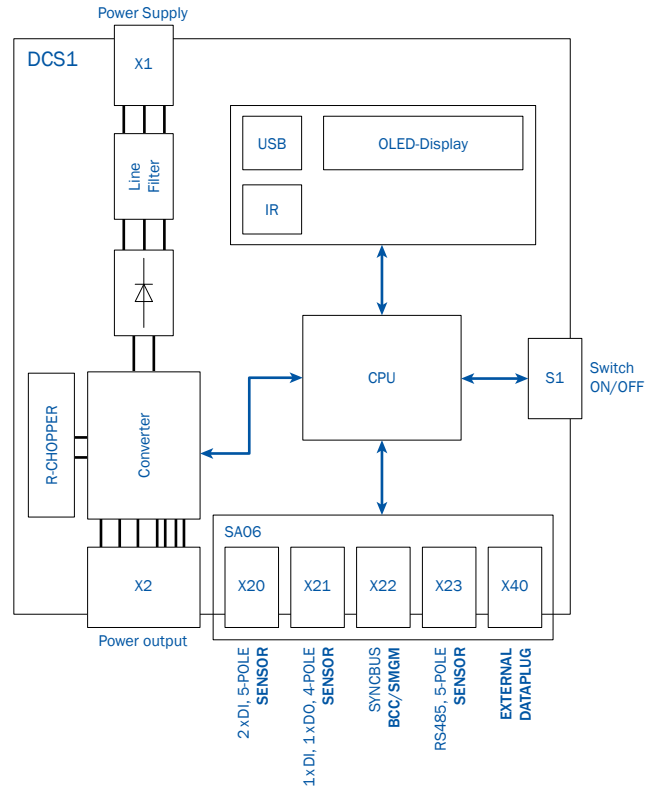 Power Supply
DCS1
X1
USB
OLED-Display
Line
Filter
IR
CPU
S1
Switch
ON/OFF
R-CHOPPER
Converter
SA06
X2
X20
X21
X22
X23
X40
Power output
2 x DI, 5-POLE
SENSOR
1 x DI, 1 x DO, 4-POLE
SENSOR
SYNCBUS
BCC/SMGM
RS485, 5-POLE
SENSOR
EXTERNAL
DATAPLUG